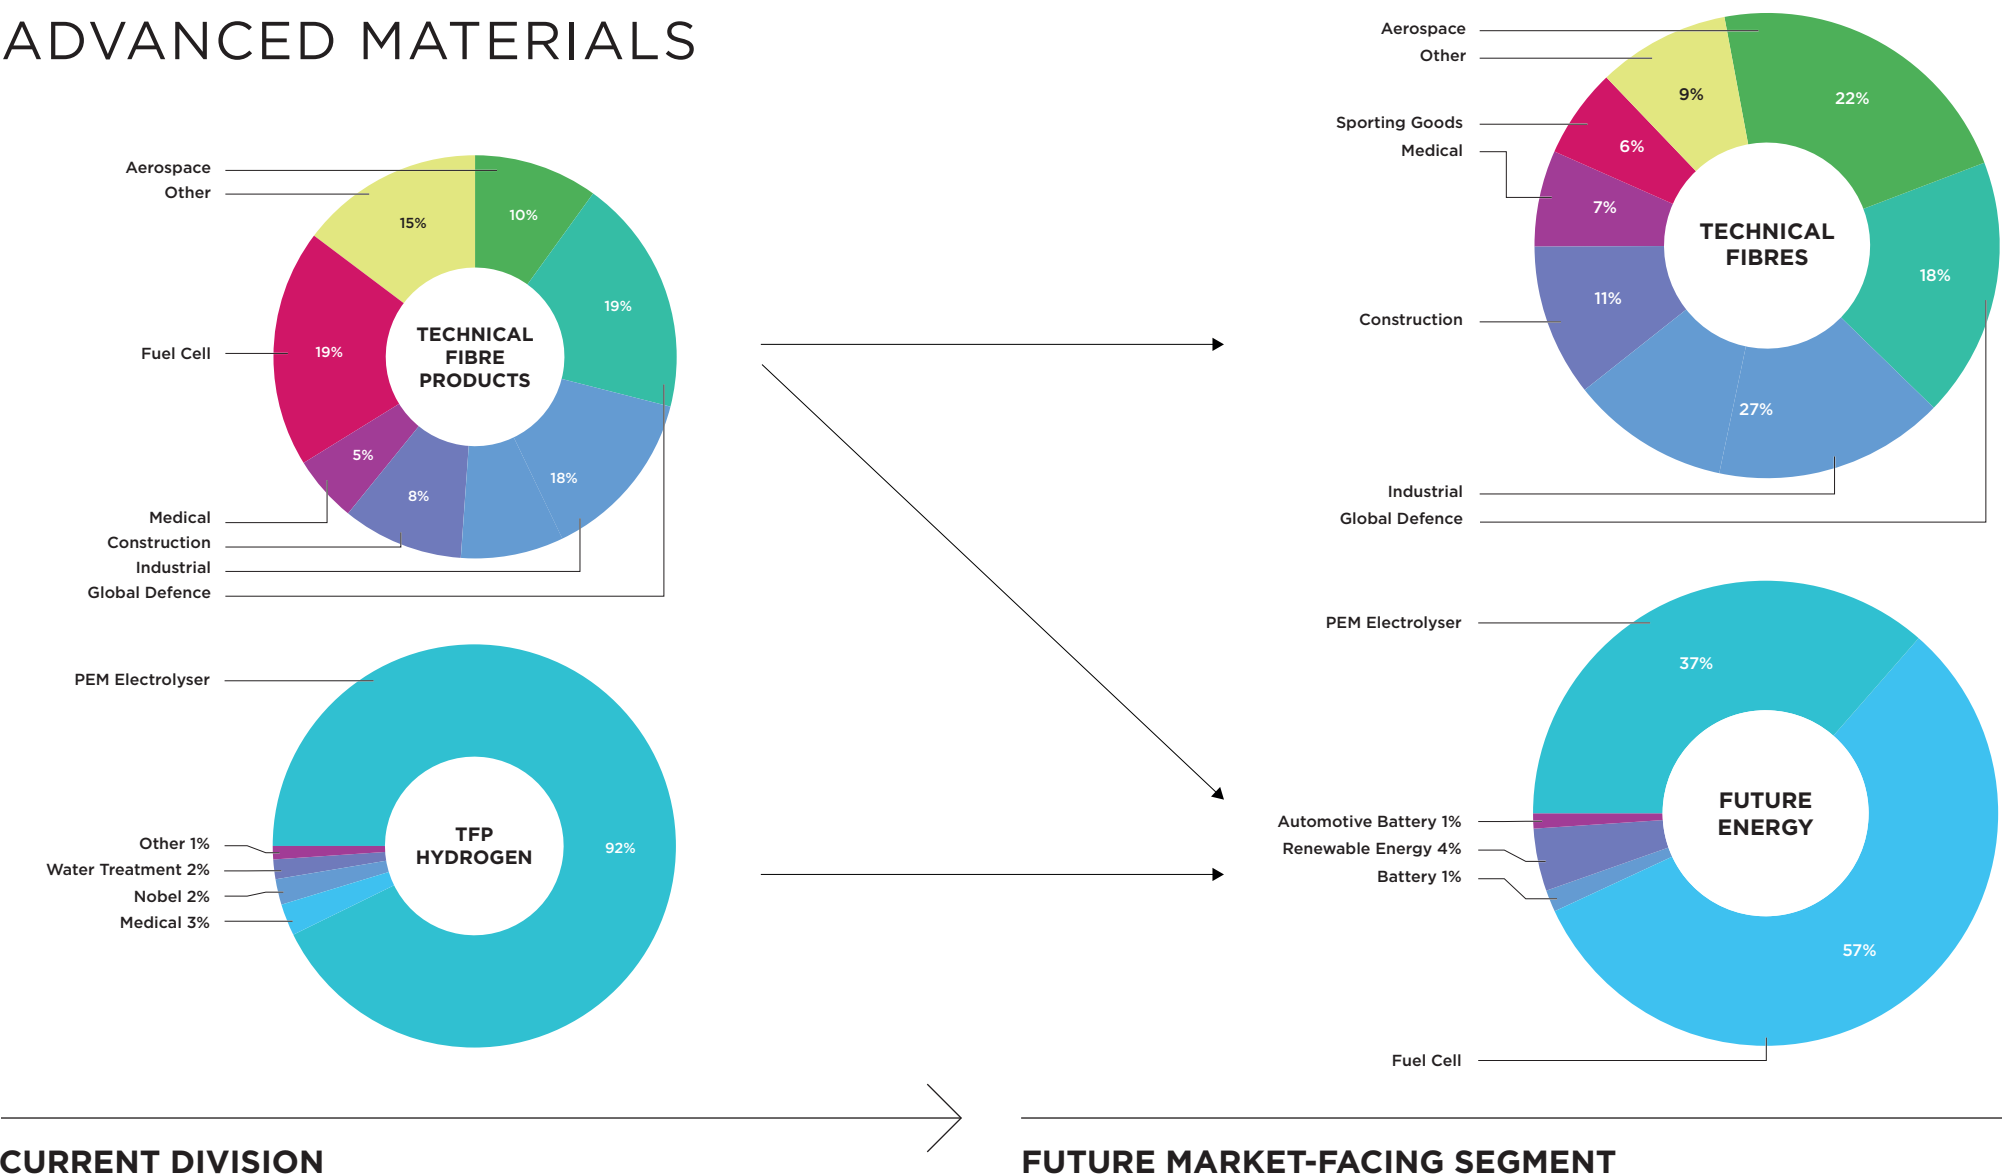 ADVANCED MATERIALS
Aerospace
Other
10%
15%
19%
19%
18%
8%
5%
Fuel Cell
TECHNICAL
FIBRE
PRODUCTS
Medical
Construction
Industrial
Global Defence
PEM Electrolyser
Other 1%
Water Treatment 2%
Nobel 2%
Medical 3%
TFP
HYDROGEN
92%
CURRENT DIVISION
Aerospace
Other
Sporting Goods
Medical
Construction
Industrial
Global Defence
9%
22%
6%
7%
11%
18%
27%
TECHNICAL
FIBRES
PEM Electrolyser
37%
Automotive Battery 1%
Renewable Energy 4%
Battery 1%
FUTURE
ENERGY
57%
Fuel Cell
FUTURE MARKET-FACING SEGMENT